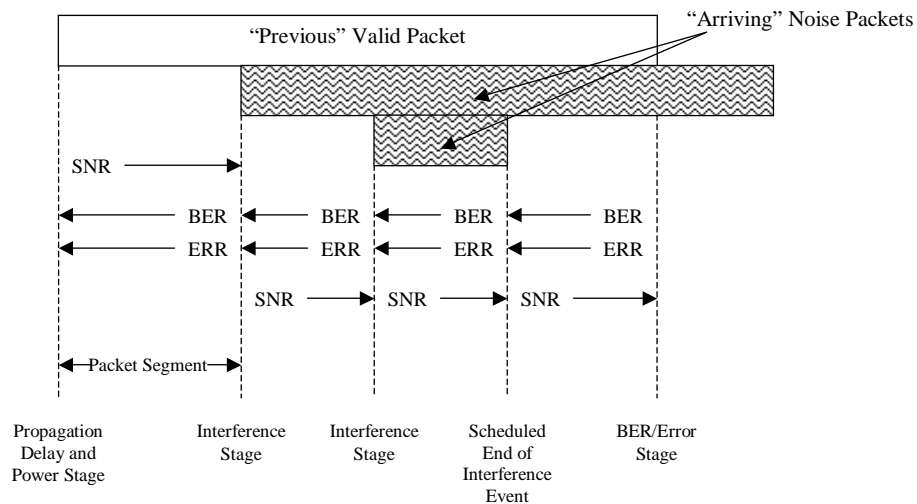 “Arriving” Noise Packets
“Previous” Valid Packet
SNR
BER BER BER BER
ERR ERR ERR ERR
SNR SNR SNR
Packet Segment
Propagation
Delay and
Power Stage
Interference
Stage
Interference
Stage
Scheduled
End of
Interference
Event
BER/Error
Stage